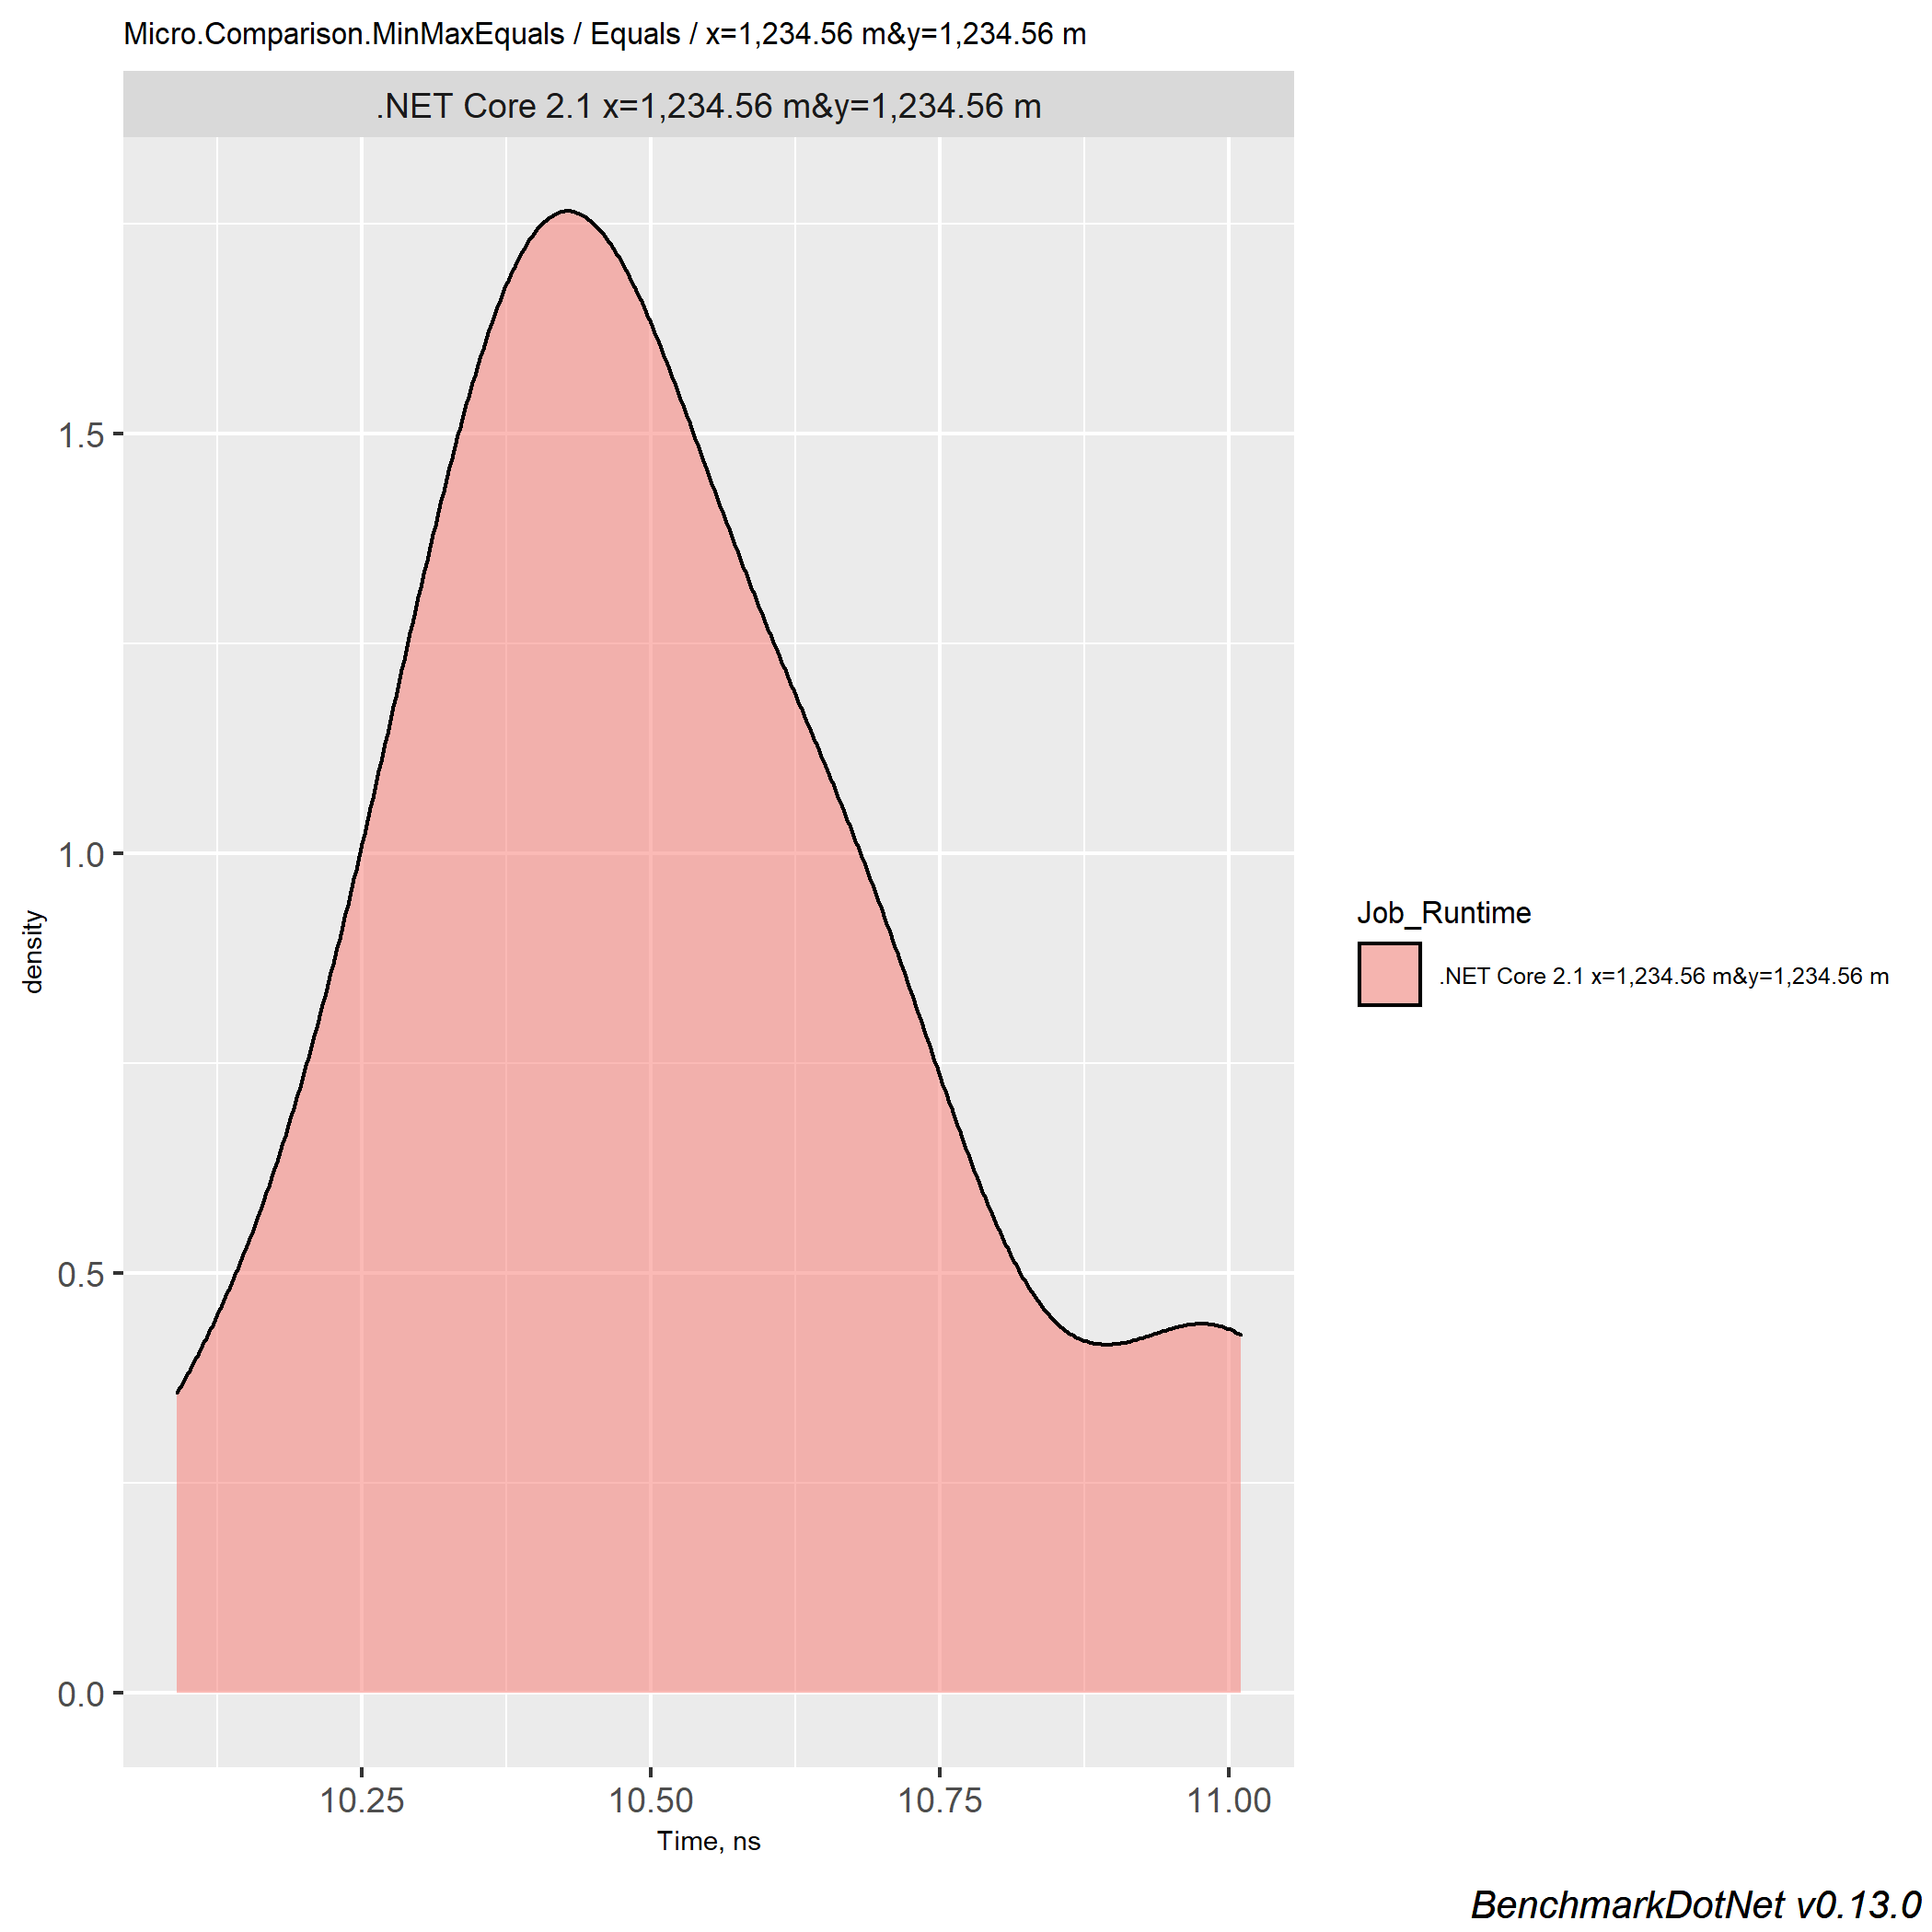 Micro.Comparison.MinMaxEquals / Equals / x=1,234.56 m&y=1,234.56 m
.NET Core 2.1 x=1,234.56 m&y=1,234.56 m
1.5
1.0
0.5
0.0
density
10.25 10.50 10.75 11.00
Time, ns
Job_Runtime
.NET Core 2.1 x=1,234.56 m&y=1,234.56 m
BenchmarkDotNet v0.13.0